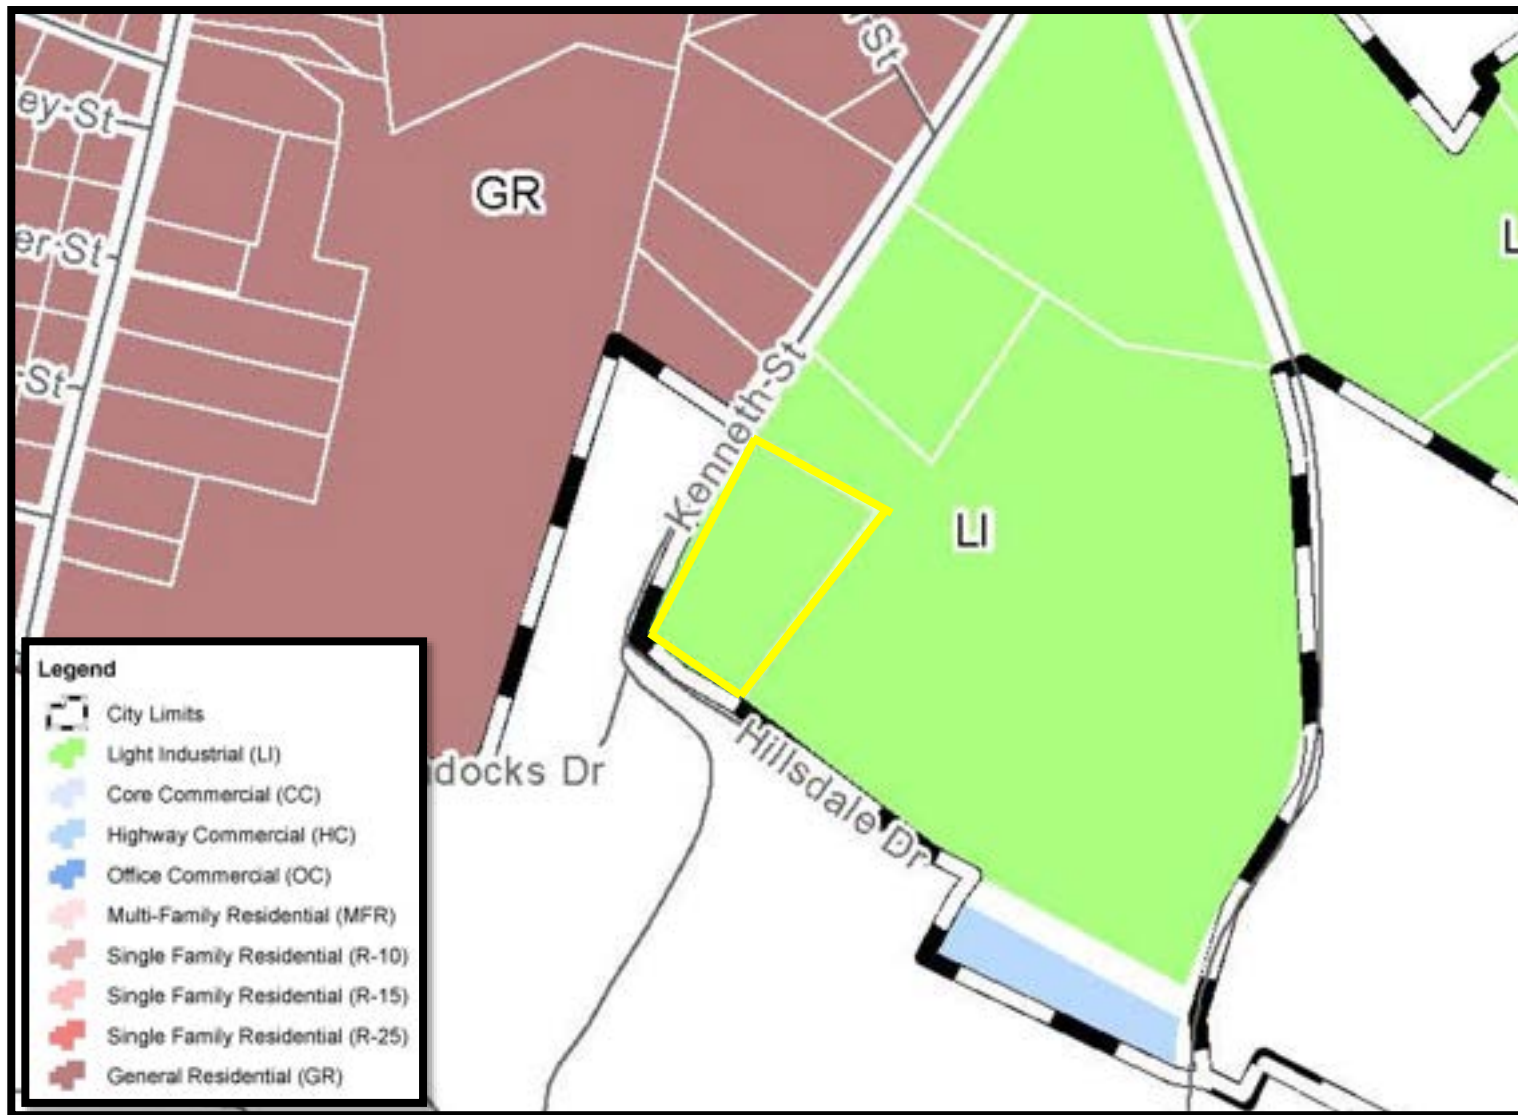 St
ey-St
GR
er-St
L
St
Kenneth-St
LI
Legend
City Limits
Light Industrial (LI)
Core Commercial (CC)
Highway Commercial (HC)
Office Commercial (OC)
Multi-Family Residential (MFR)
Single Family Residential (R-10)
Single Family Residential (R-15)
Single Family Residential (R-25)
General Residential (GR)
docks Dr
Hillsdale Dr